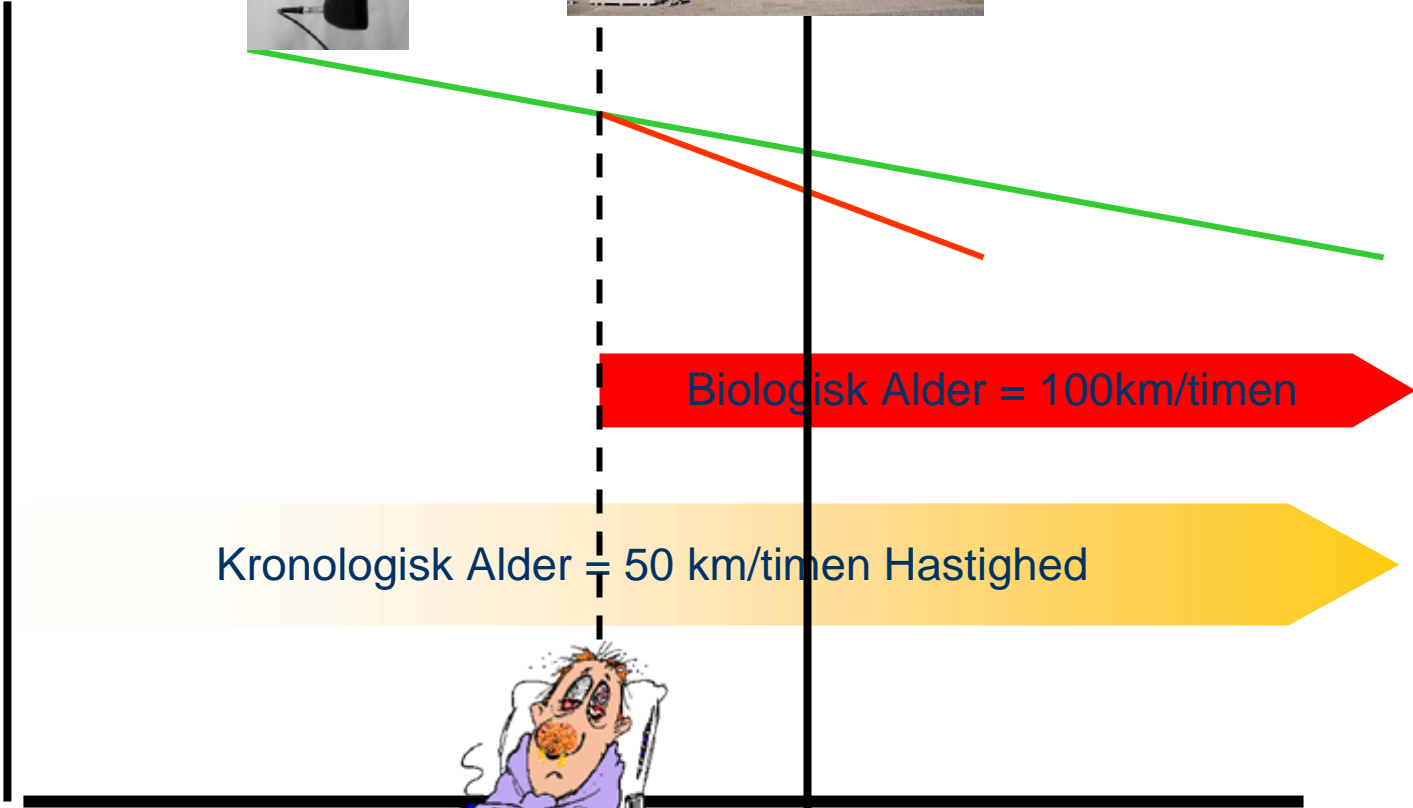 Biologisk Alder = 100km/timen
Kronologisk Alder = 50 km/timen Hastighed